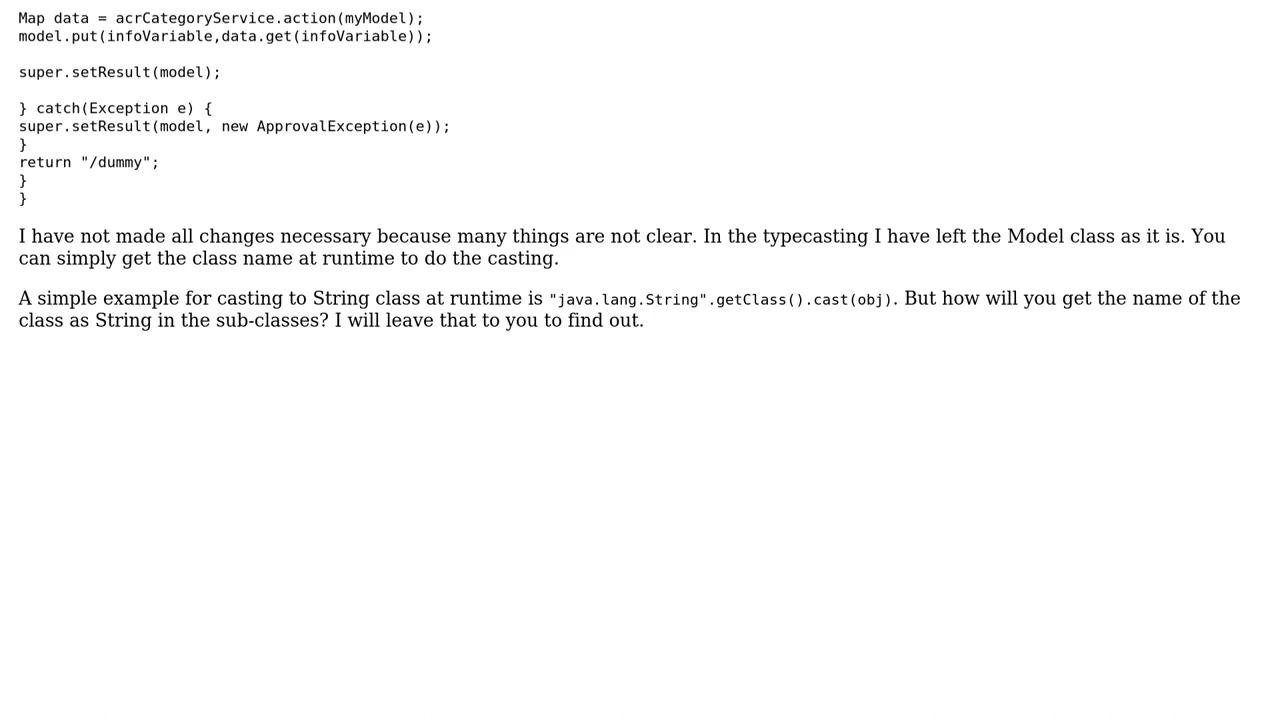 Map data = acrCategoryService.action(myModel);
model.put(infoVariable,data.get(infoVariable));
super.setResult(model);
} catch(Exception e) {
super.setResult(model, new ApprovalException(e));
}
return "/dummy";
}
}
I have not made all changes necessary because many things are not clear. In the typecasting I have left the Model class as it is. You
can simply get the class name at runtime to do the casting.
A simple example for casting to String class at runtime is "java.lang.String".getClass().cast(obj). But how will you get the name of the
class as String in the sub-classes? I will leave that to you to find out.